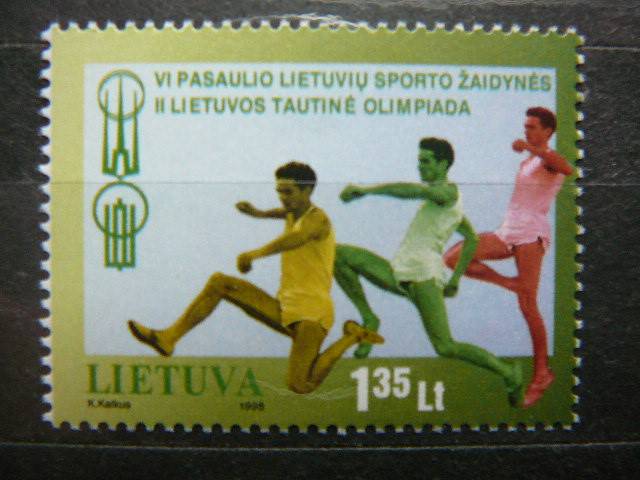 VI PASAULIO LIETUVIŲ SPORTO ŽAIDYNĖS
II LIETUVOS TAUTINĖ OLIMPIADA
LIETUVA
K.Katkus 1998
1 35 Lt